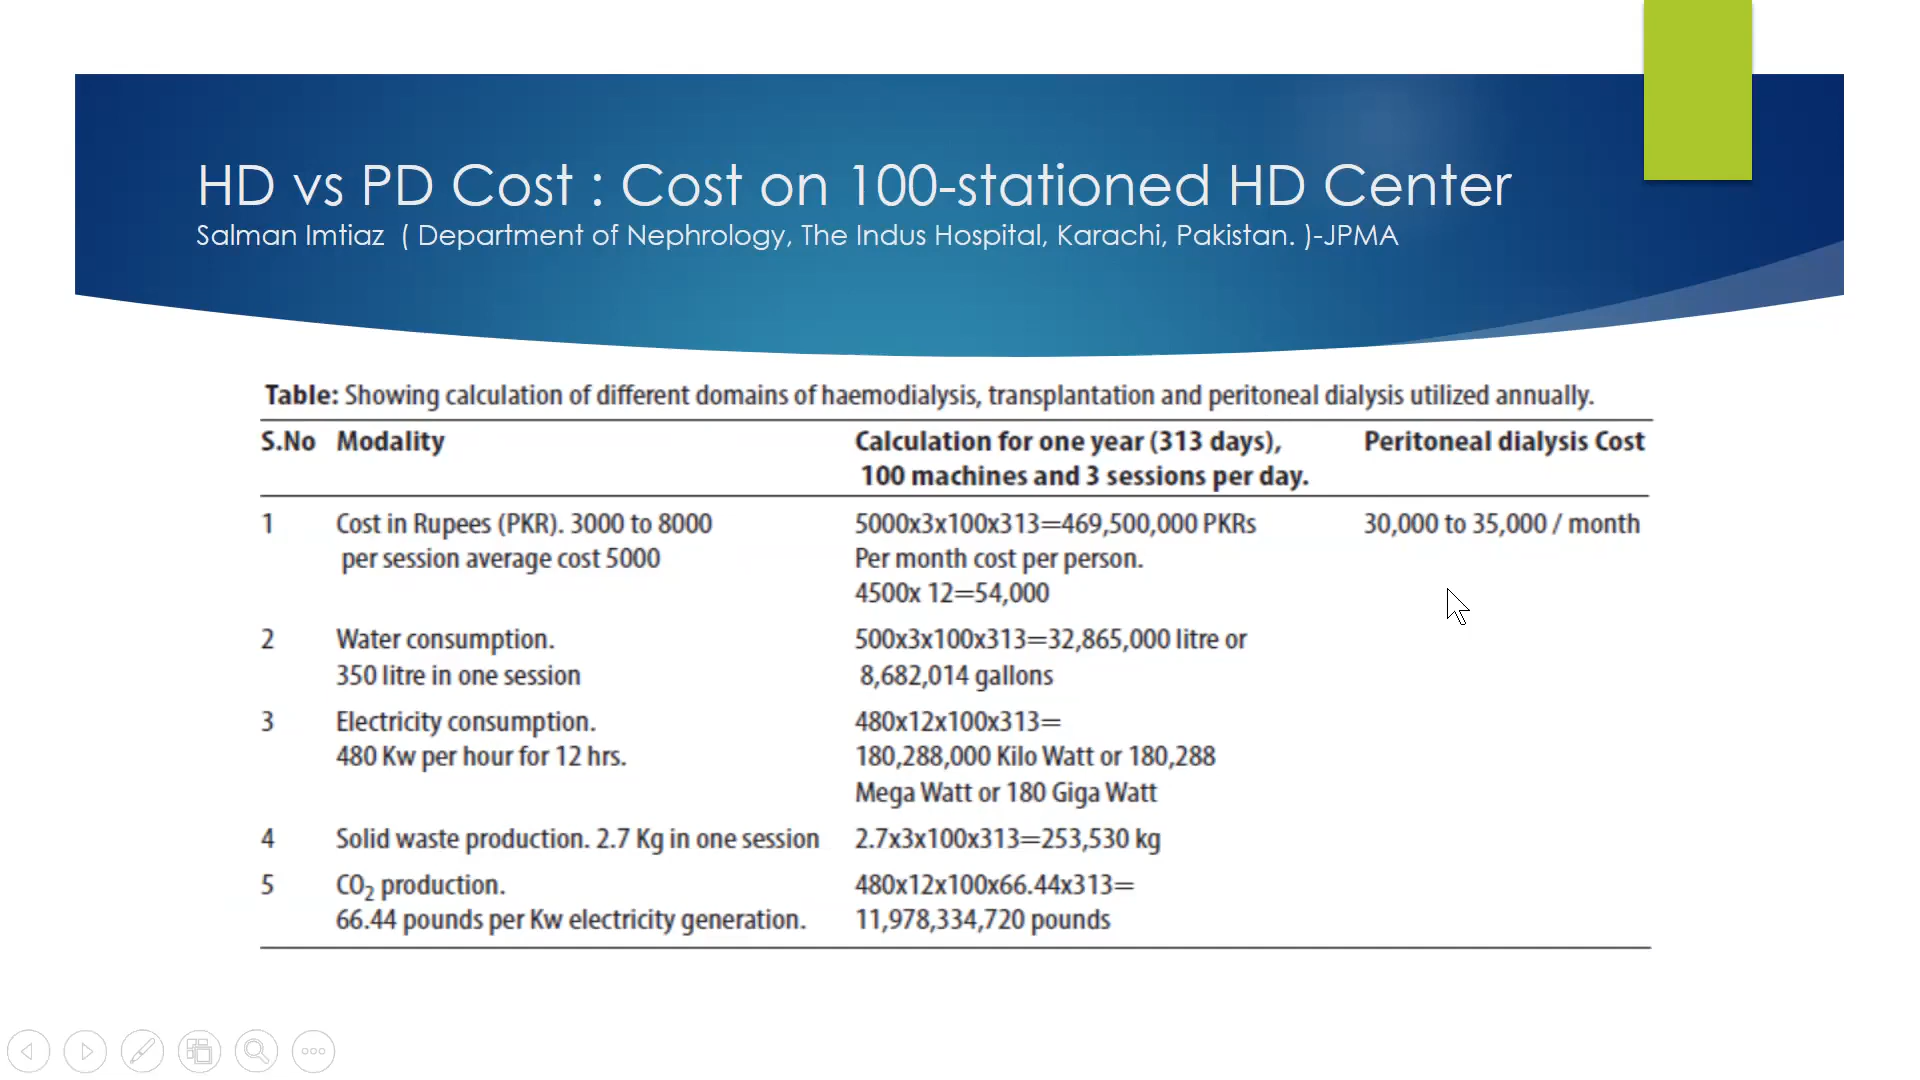 HD vs PD Cost : Cost on 100-stationed HD Center
Salman Imtiaz ( Department of Nephrology, The Indus Hospital, Karachi, Pakistan. )-JPMA
Table: Showing calculation of different domains of haemodialysis, transplantation and peritoneal dialysis utilized annually.
S.No Modality Calculation for one year (313 days), Peritoneal dialysis Cost
100 machines and 3 sessions per day.
1 Cost in Rupees (PKR). 3000 to 8000 5000x3x100x313=469,500,000 PKRs 30,000 to 35,000 / month
per session average cost 5000 Per month cost per person.
4500x 12=54,000
2 Water consumption. 500x3x100x313=32,865,000 litre or
350 litre in one session 8,682,014 gallons
3 Electricity consumption. 480x12x100x313=
480 Kw per hour for 12 hrs. 180,288,000 Kilo Watt or 180,288
Mega Watt or 180 Giga Watt
4 Solid waste production. 2.7 Kg in one session 2.7x3x100x313=253,530 kg
5 CO2 production. 480x12x100x66.44x313=
66.44 pounds per Kw electricity generation. 11,978,334,720 pounds